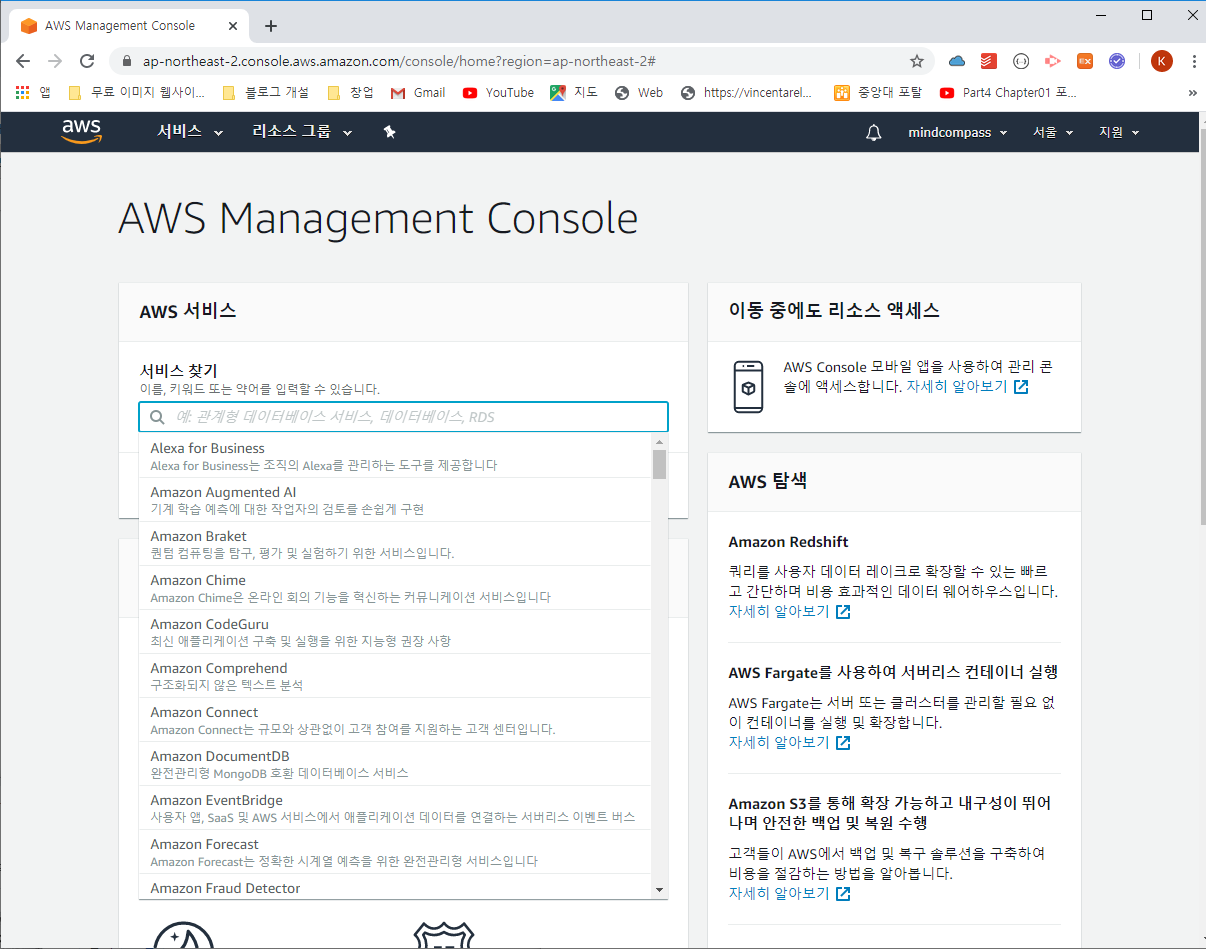 AWS Management Console
ap-northeast-2.console.aws.amazon.com/console/home?region=ap-northeast-2#
K
앱 무료 이미지 웹사이... 블로그 개설 창업 Gmail YouTube 지도 Web https://vincentarel... 중앙대 포탈 Part4 Chapter01 포...
aws 서비스 리소스 그룹 mindcompass 서울 지원
AWS Management Console
AWS 서비스
서비스 찾기
이름, 키워드 또는 약어를 입력할 수 있습니다.
예: 관계형 데이터베이스 서비스, 데이터베이스, RDS
Alexa for Business
Alexa for Business는 조직의 Alexa를 관리하는 도구를 제공합니다
Amazon Augmented AI
기계 학습 예측에 대한 작업자의 검토를 손쉽게 구현
Amazon Braket
퀀텀 컴퓨팅을 탐구, 평가 및 실험하기 위한 서비스입니다.
Amazon Chime
Amazon Chime은 온라인 회의 기능을 혁신하는 커뮤니케이션 서비스입니다
Amazon CodeGuru
최신 애플리케이션 구축 및 실행을 위한 지능형 권장 사항
Amazon Comprehend
구조화되지 않은 텍스트 분석
Amazon Connect
Amazon Connect는 규모와 상관없이 고객 참여를 지원하는 고객 센터입니다.
Amazon DocumentDB
완전관리형 MongoDB 호환 데이터베이스 서비스
Amazon EventBridge
사용자 앱, SaaS 및 AWS 서비스에서 애플리케이션 데이터를 연결하는 서버리스 이벤트 버스
Amazon Forecast
Amazon Forecast는 정확한 시계열 예측을 위한 완전관리형 서비스입니다
Amazon Fraud Detector
이동 중에도 리소스 액세스
AWS Console 모바일 앱을 사용하여 관리 콘
솔에 액세스합니다. 자세히 알아보기
AWS 탐색
Amazon Redshift
쿼리를 사용자 데이터 레이크로 확장할 수 있는 빠르
고 간단하며 비용 효과적인 데이터 웨어하우스입니다.
자세히 알아보기
AWS Fargate를 사용하여 서버리스 컨테이너 실행
AWS Fargate는 서버 또는 클러스터를 관리할 필요 없
이 컨테이너를 실행 및 확장합니다.
자세히 알아보기
Amazon S3를 통해 확장 가능하고 내구성이 뛰어
나며 안전한 백업 및 복원 수행
고객들이 AWS에서 백업 및 복구 솔루션을 구축하여
비용을 절감하는 방법을 알아봅니다.
자세히 알아보기